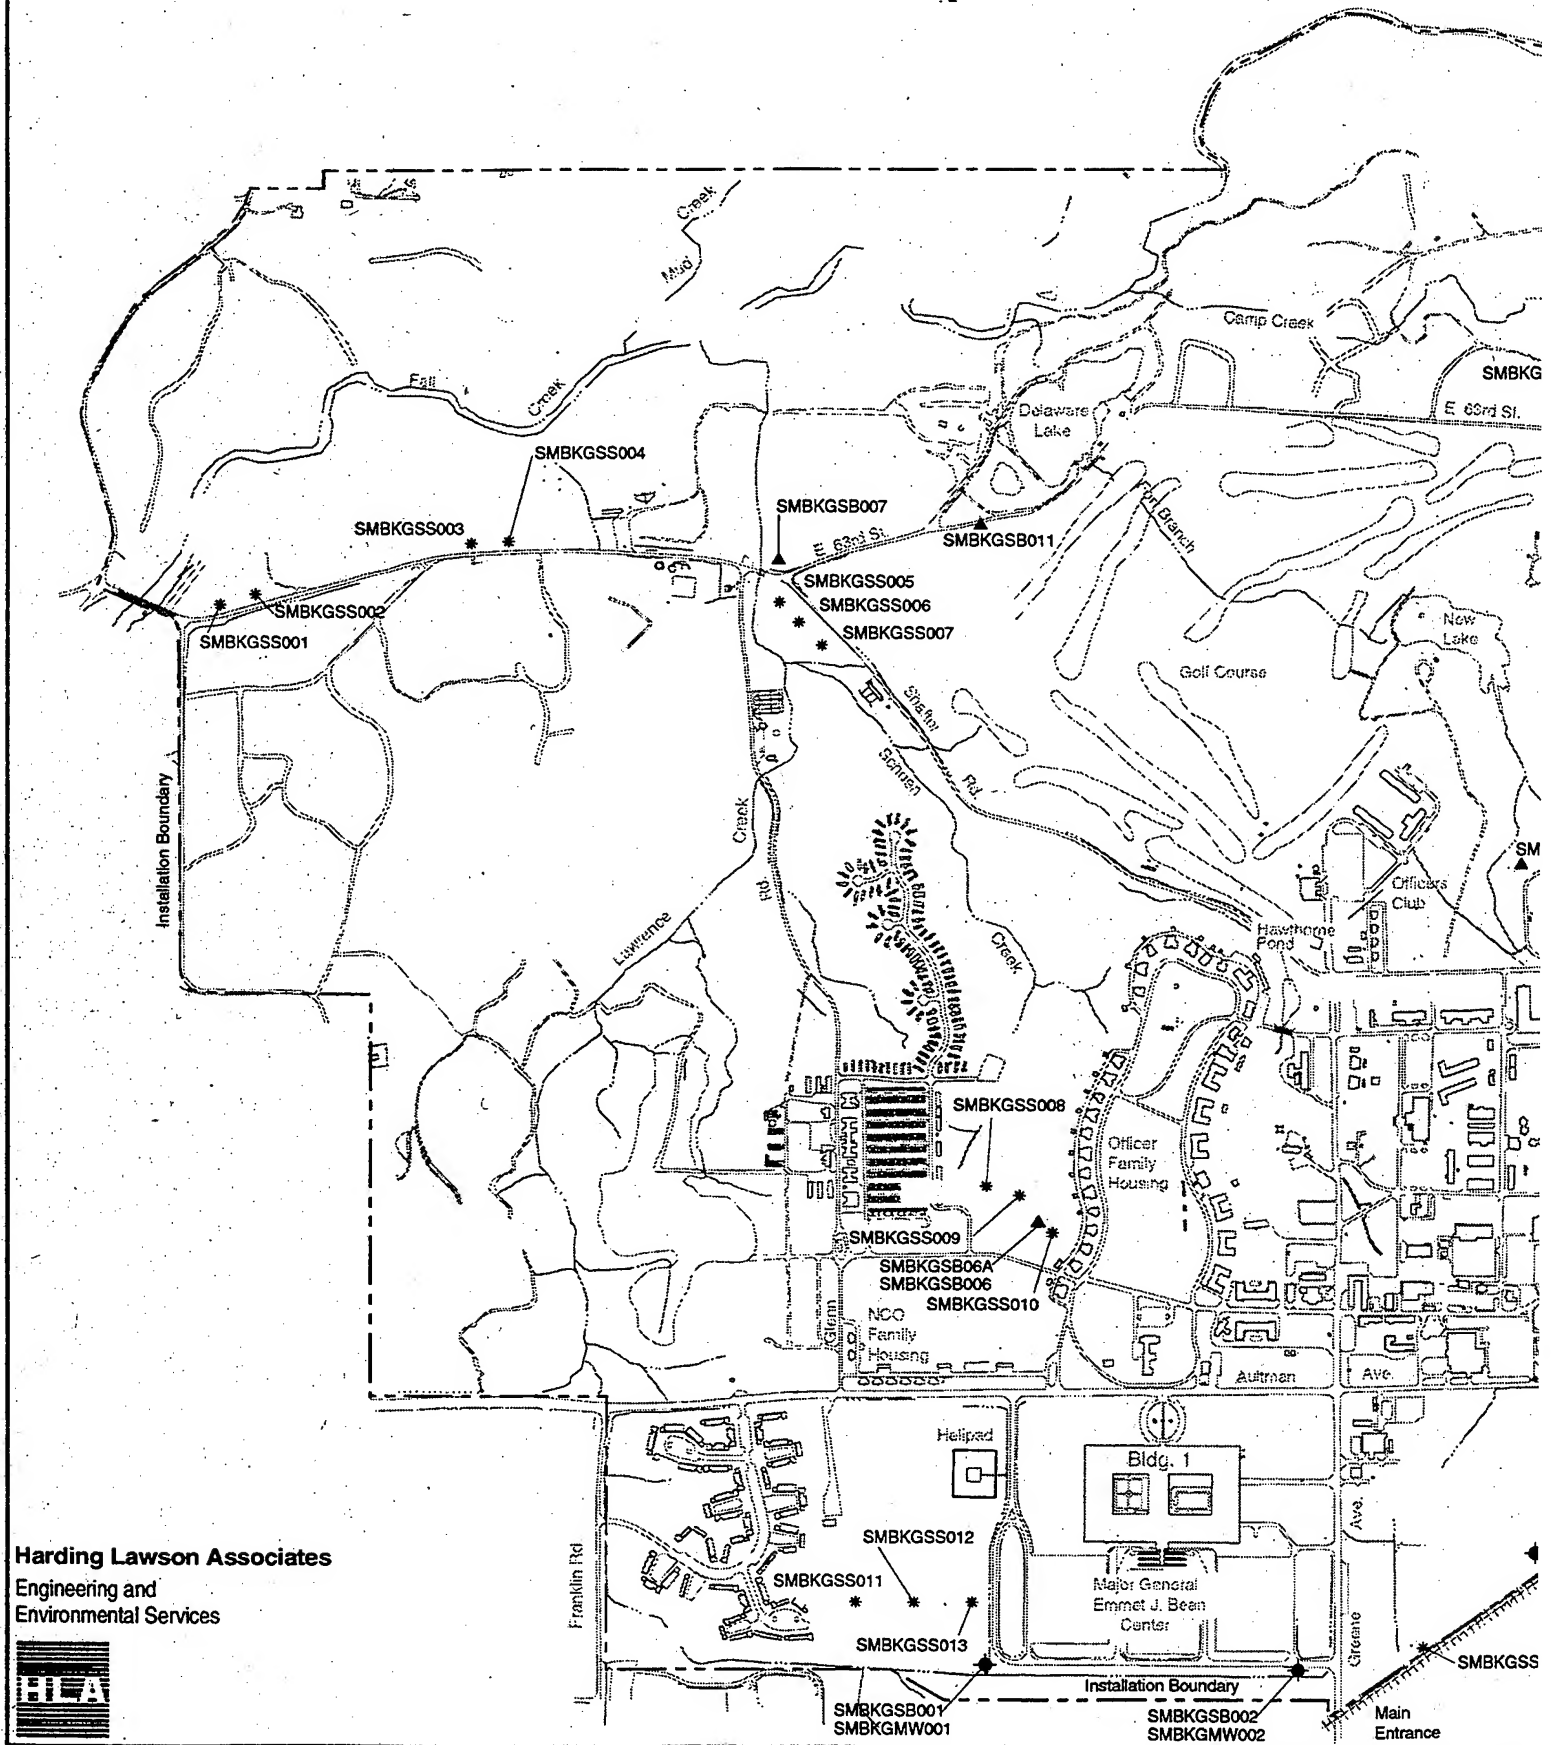 Creek
Mud
Camp Creek
SMBKG
E 63rd St.
Fall
Creek
Delaware
Lake
SMBKGSS004
SMBKGSS003
SMBKGSB007
E 63rd St.
SMBKGSB011
Fort Branch
SMBKGSS005
SMBKGSS006
SMBKGSS007
SMBKGSS002
SMBKGSS001
New
Lake
Golf Course
Shafter
Rd
Schoen
Creek
Installation Boundary
Creek
Rd
Lawrence
SM
Officers
Club
Hawthorne
Pond
SMBKGSS008
Officer
Family
Housing
SMBKGSS009
SMBKGSB06A
SMBKGSB006
SMBKGSS010
Glenn
NCO
Family
Housing
Aultman
Ave.
Helipad
Bldg. 1
Ave.
SMBKGSS012
SMBKGSS011
Major General
Emmet J. Bean
Center
SMBKGSS013
Franklin Rd
Greene
SMBKGSS
Installation Boundary
SMBKGSB001
SMBKGMW001
SMBKGSB002
SMBKGMW002
Main
Entrance
Harding Lawson Associates
Engineering and
Environmental Services
HLA